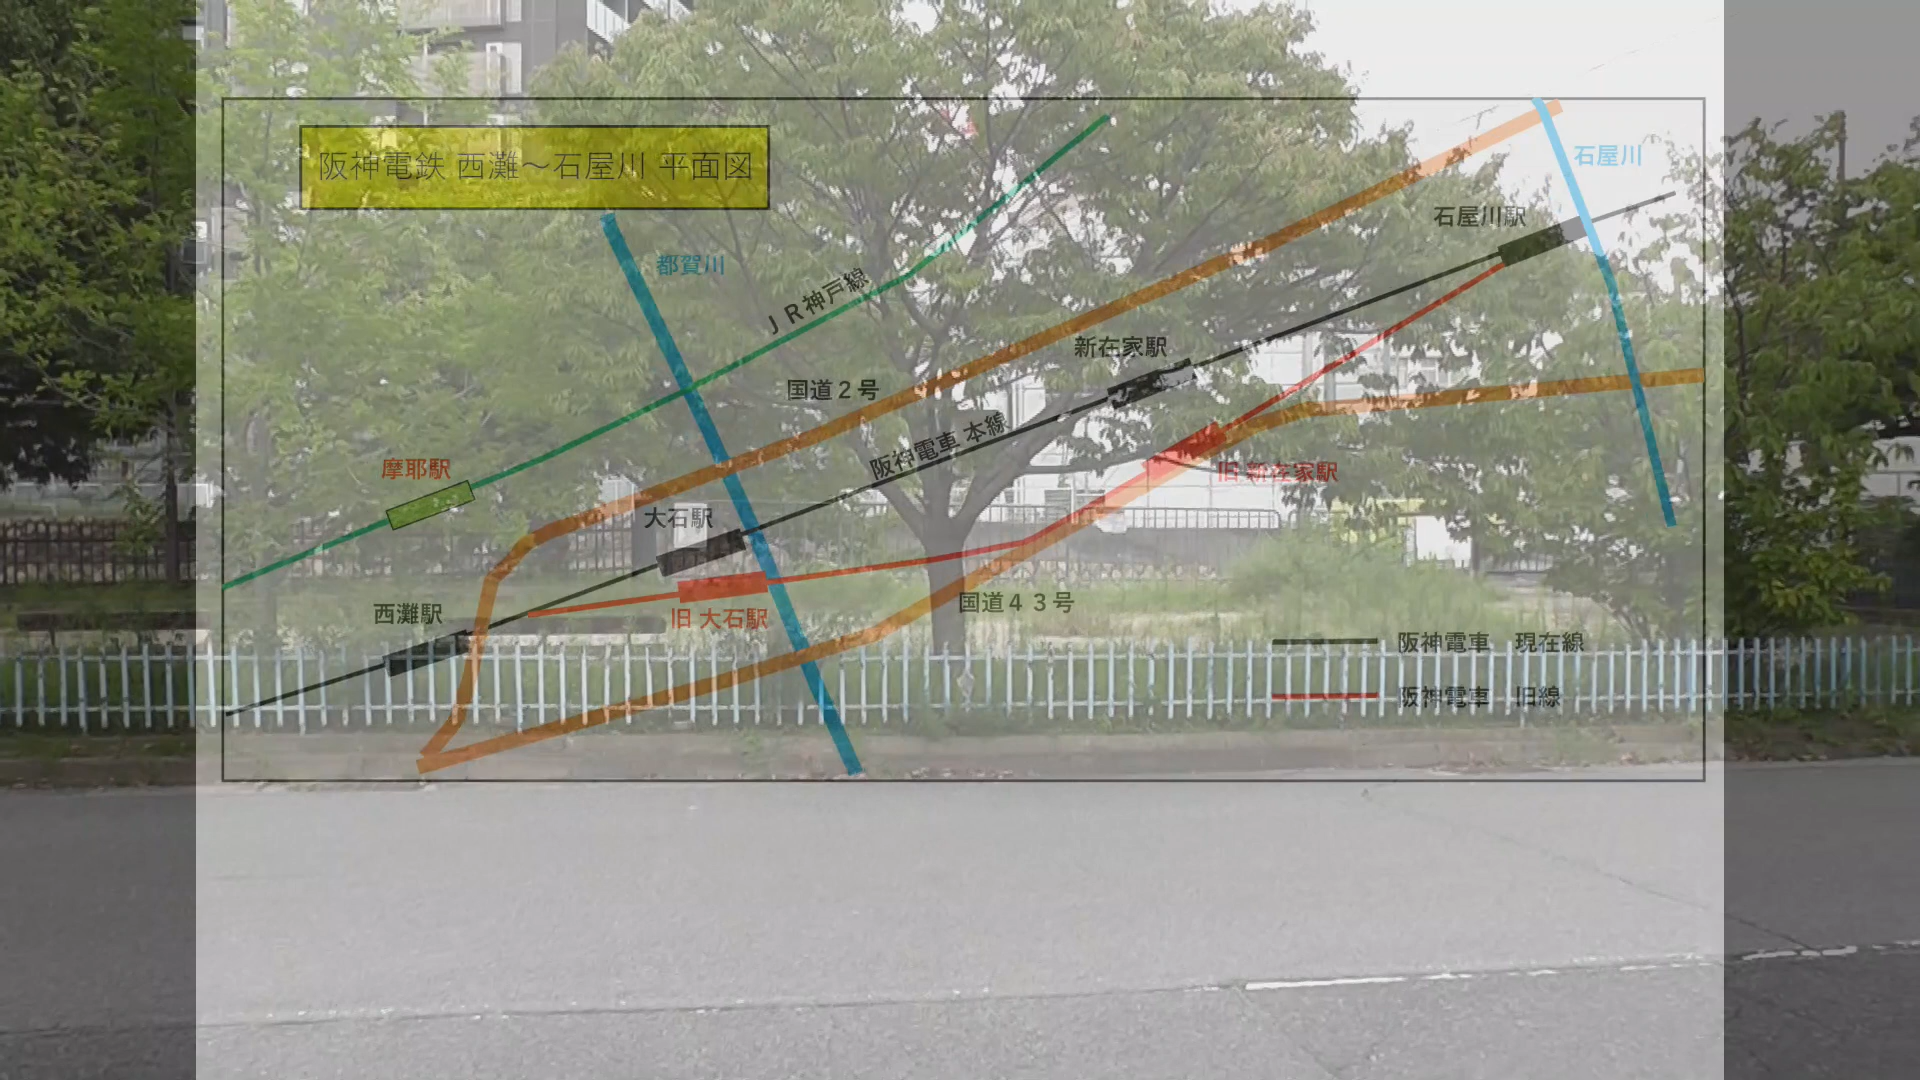 阪神電鉄 西灘～石屋川 平面図
石屋川
石屋川駅
都賀川
ＪＲ神戸線
新在家駅
国道２号
阪神電車 本線
摩耶駅
旧 新在家駅
大石駅
国道４３号
西灘駅
旧 大石駅
阪神電車　現在線
阪神電車　旧線